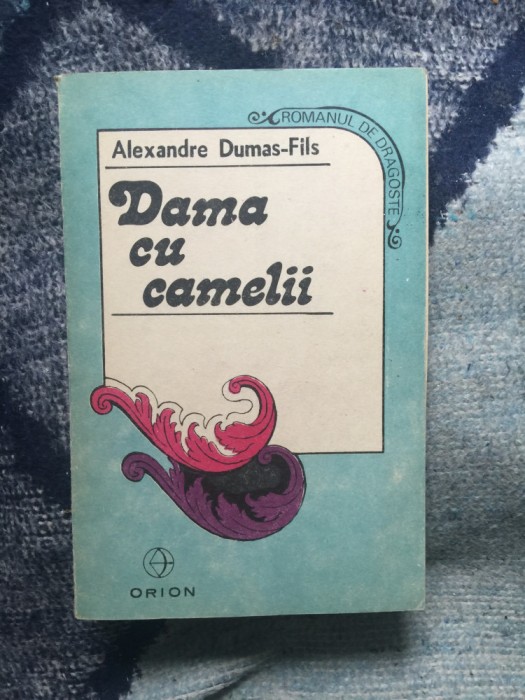 ROMANUL DE DRAGOSTE
Alexandre Dumas-Fils
Dama
cu
camelii
ORION